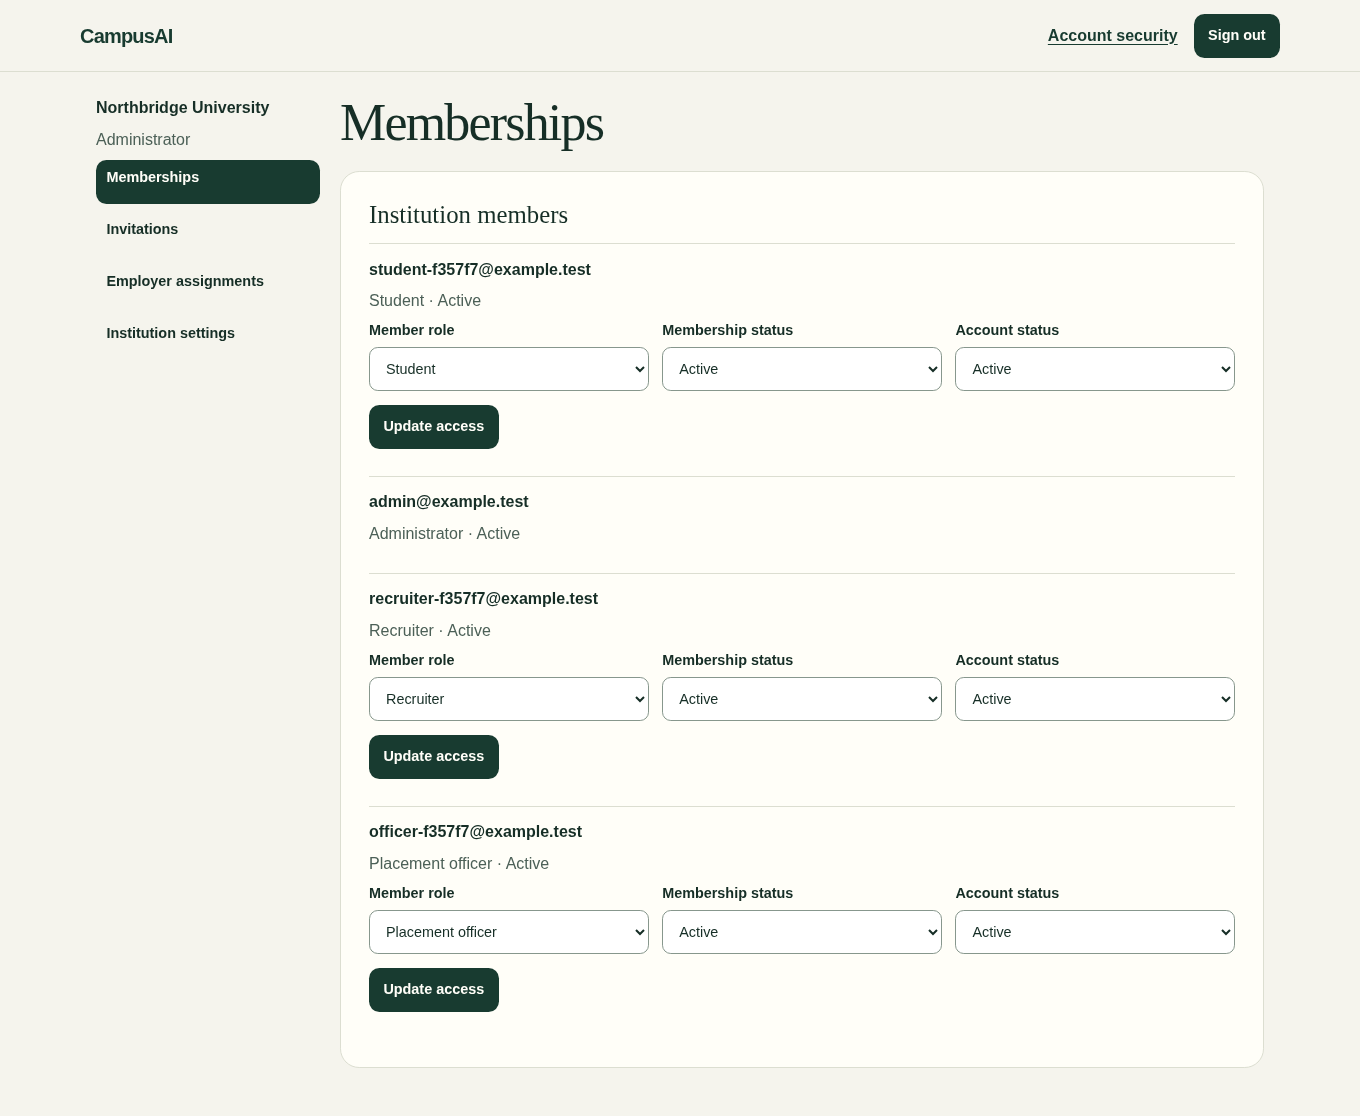 CampusAI
Account security
Sign out
Northbridge University
Administrator
Memberships
Invitations
Employer assignments
Institution settings
Memberships
Institution members
student-f357f7@example.test
Student · Active
Member role
Membership status
Account status
Student
Active
Active
Update access
admin@example.test
Administrator · Active
recruiter-f357f7@example.test
Recruiter · Active
Member role
Membership status
Account status
Recruiter
Active
Active
Update access
officer-f357f7@example.test
Placement officer · Active
Member role
Membership status
Account status
Placement officer
Active
Active
Update access